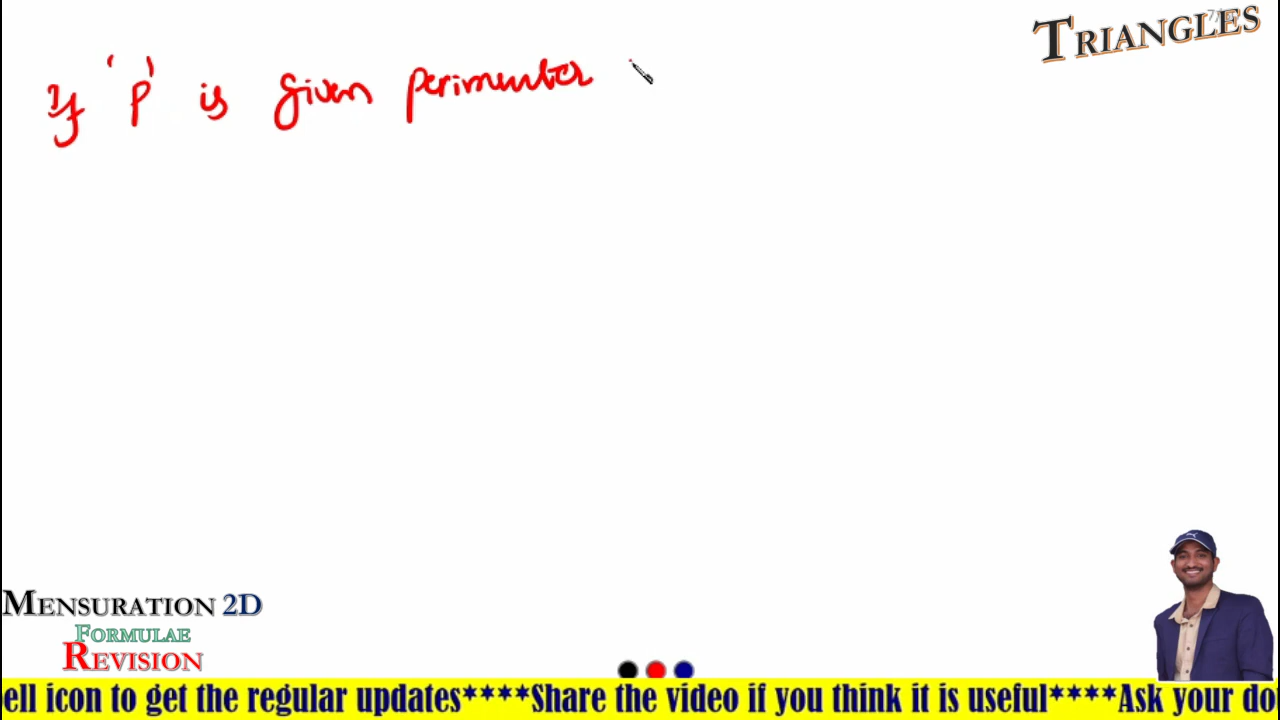 TRIANGLES
If 'p' is given perimenter
MENSURATION 2D
FORMULAE
REVISION
ell icon to get the regular updates****Share the video if you think it is useful****Ask your do